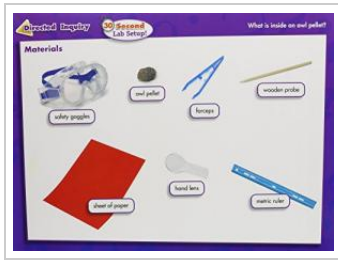 Directed Inquiry
30 Second
Lab Setup!
What is inside an owl pellet?
Materials
safety goggles
owl pellet
forceps
wooden probe
sheet of paper
hand lens
metric ruler